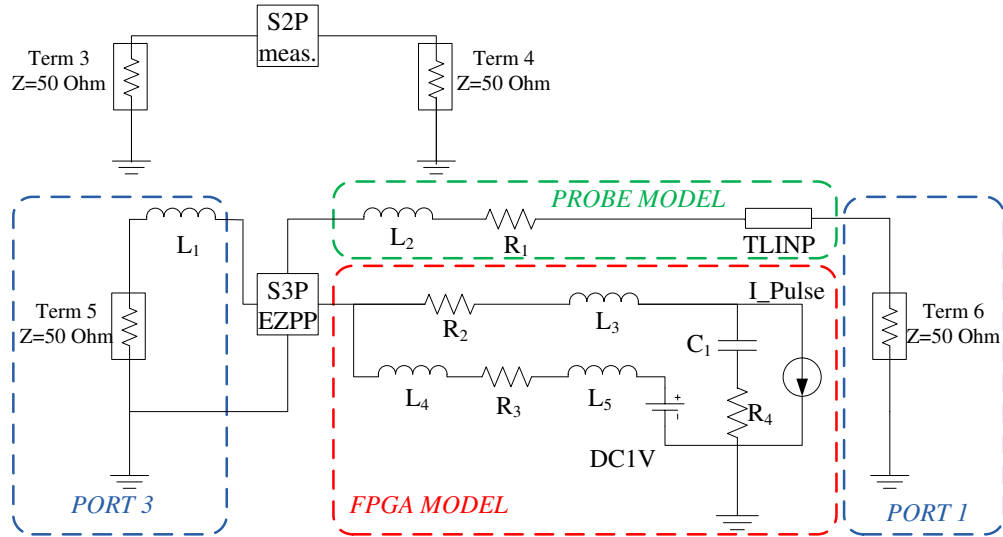 S2P
meas.
Term 3
Z=50 Ohm
Term 4
Z=50 Ohm
PROBE MODEL
L1
L2
R1
TLINP
S3P
EZPP
I_Pulse
Term 5
Z=50 Ohm
R2
L3
C1
Term 6
Z=50 Ohm
L4
R3
L5
+
-
R4
DC1V
PORT 3
FPGA MODEL
PORT 1